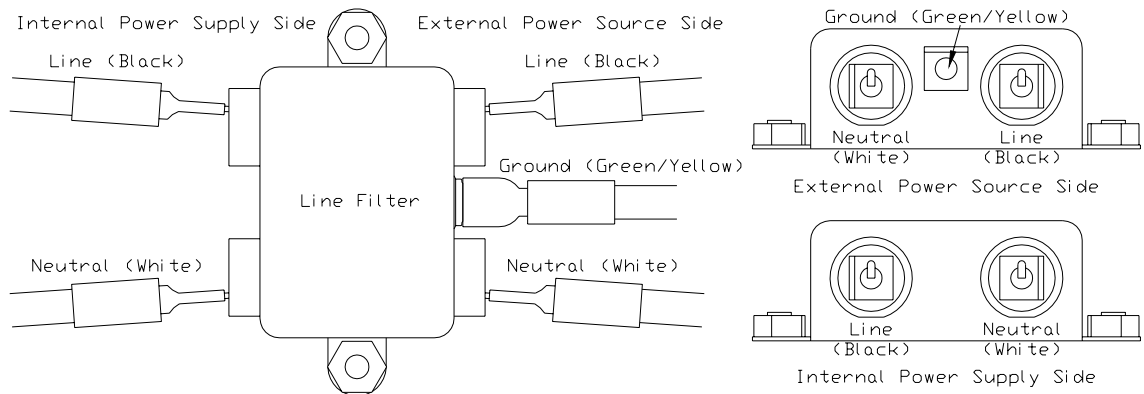 Internal Power Supply Side
External Power Source Side
Line (Black)
Line (Black)
Ground (Green/Yellow)
Line Filter
Neutral (White)
Neutral (White)
Ground (Green/Yellow)
Neutral
(White)
Line
(Black)
External Power Source Side
Line
(Black)
Neutral
(White)
Internal Power Supply Side